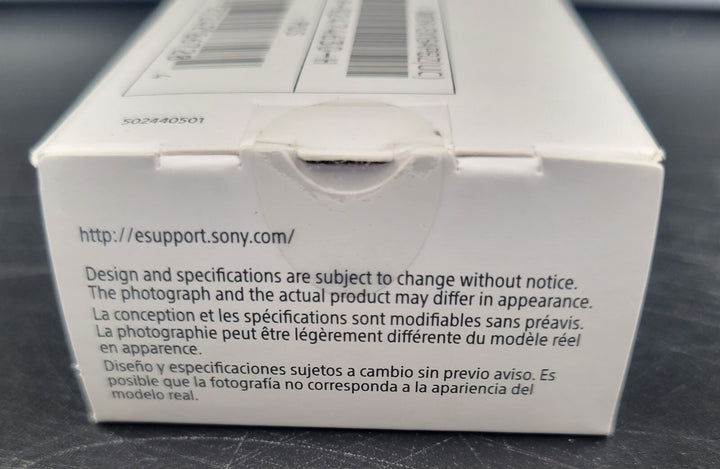 502440501
http://esupport.sony.com/
Design and specifications are subject to change without notice.
The photograph and the actual product may differ in appearance.
La conception et les spécifications sont modifiables sans préavis.
La photographie peut être légèrement différente du modèle réel
en apparence.
Diseño y especificaciones sujetos a cambio sin previo aviso. Es
posible que la fotografía no corresponda a la apariencia del
modelo real.